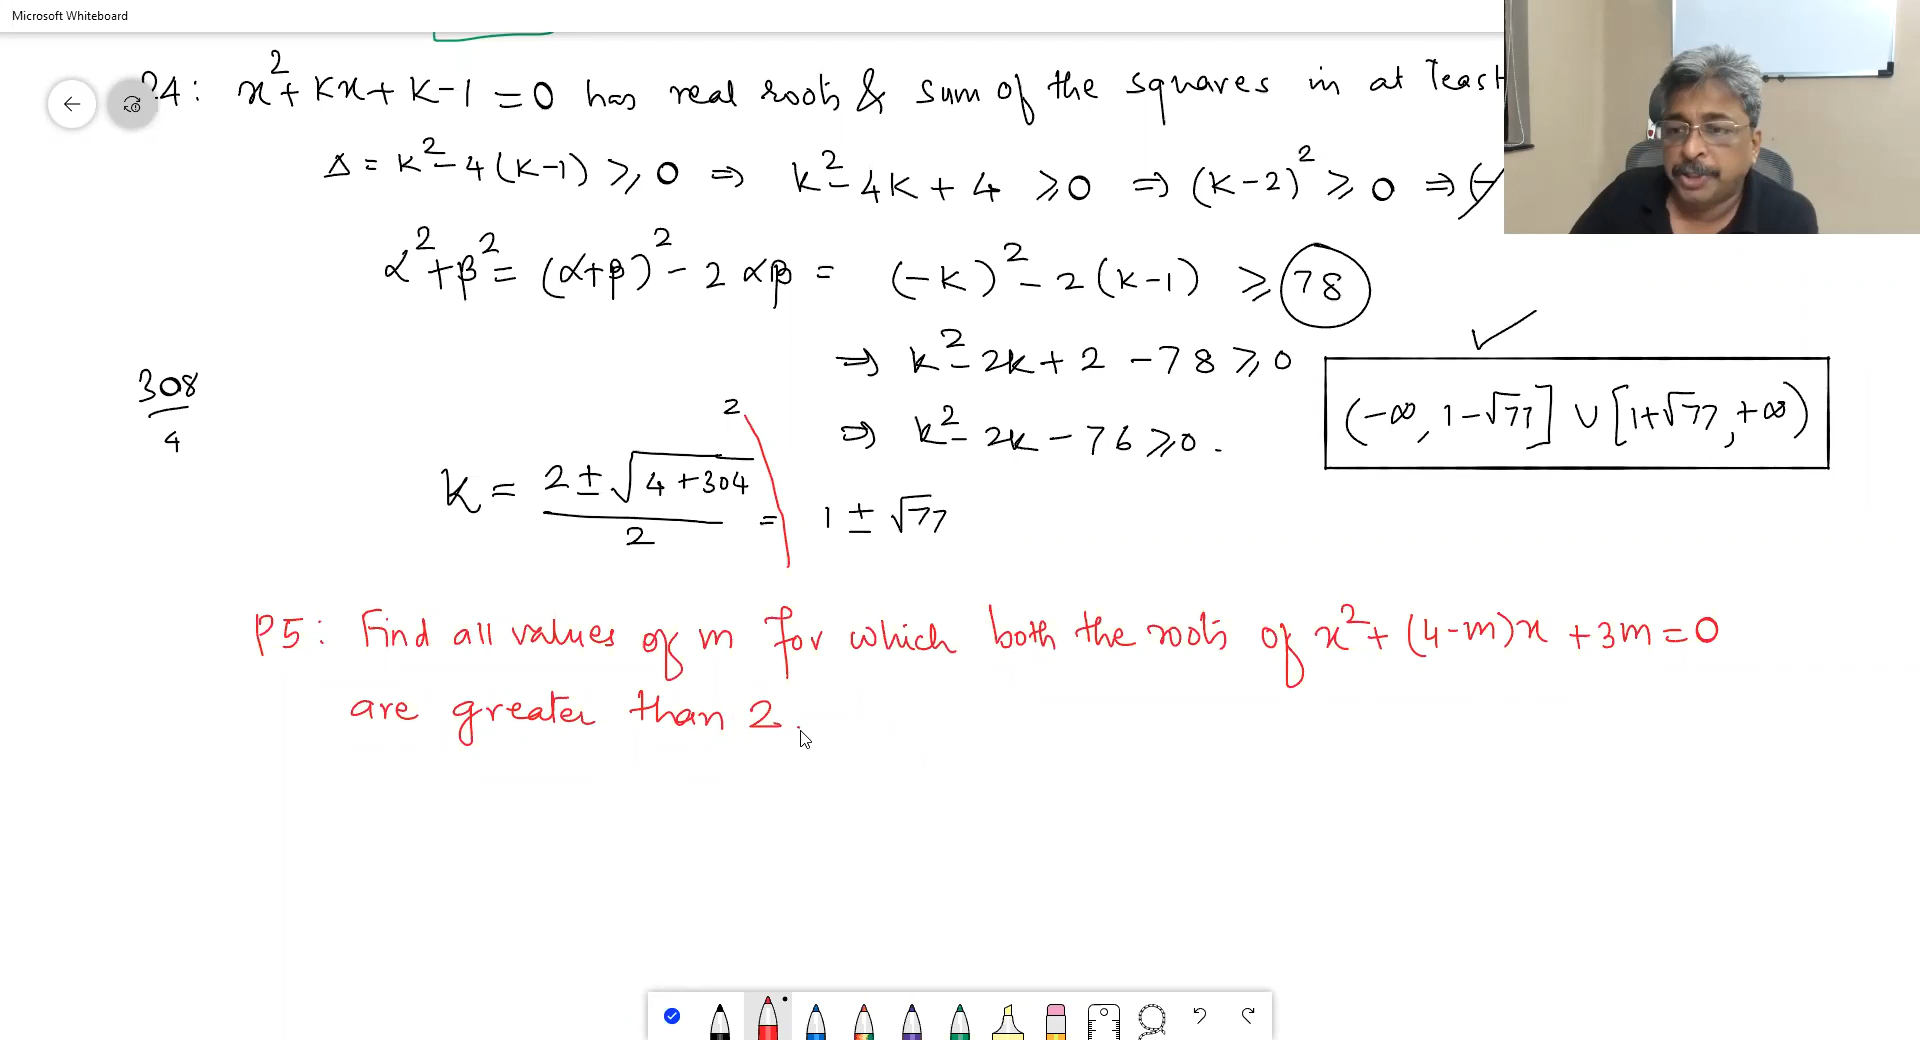 Microsoft Whiteboard
P4: x² + kx + k-1 = 0 has real roots & sum of the squares in at least
Δ = k² - 4(k-1) ≥ 0 ⇒ k² - 4k + 4 ≥ 0 ⇒ (k-2)² ≥ 0 ⇒
α² + β² = (α+β)² - 2αβ = (-k)² - 2(k-1) ≥ 78
⇒ k² - 2k + 2 - 78 ≥ 0
308/4
(-∞, 1-√77] ∪ [1+√77, +∞)
2
⇒ k² - 2k - 76 ≥ 0.
k = (2 ± √(4+304))/2 = 1 ± √77
P5: Find all values of m for which both the roots of x² + (4-m)x + 3m = 0
are greater than 2.